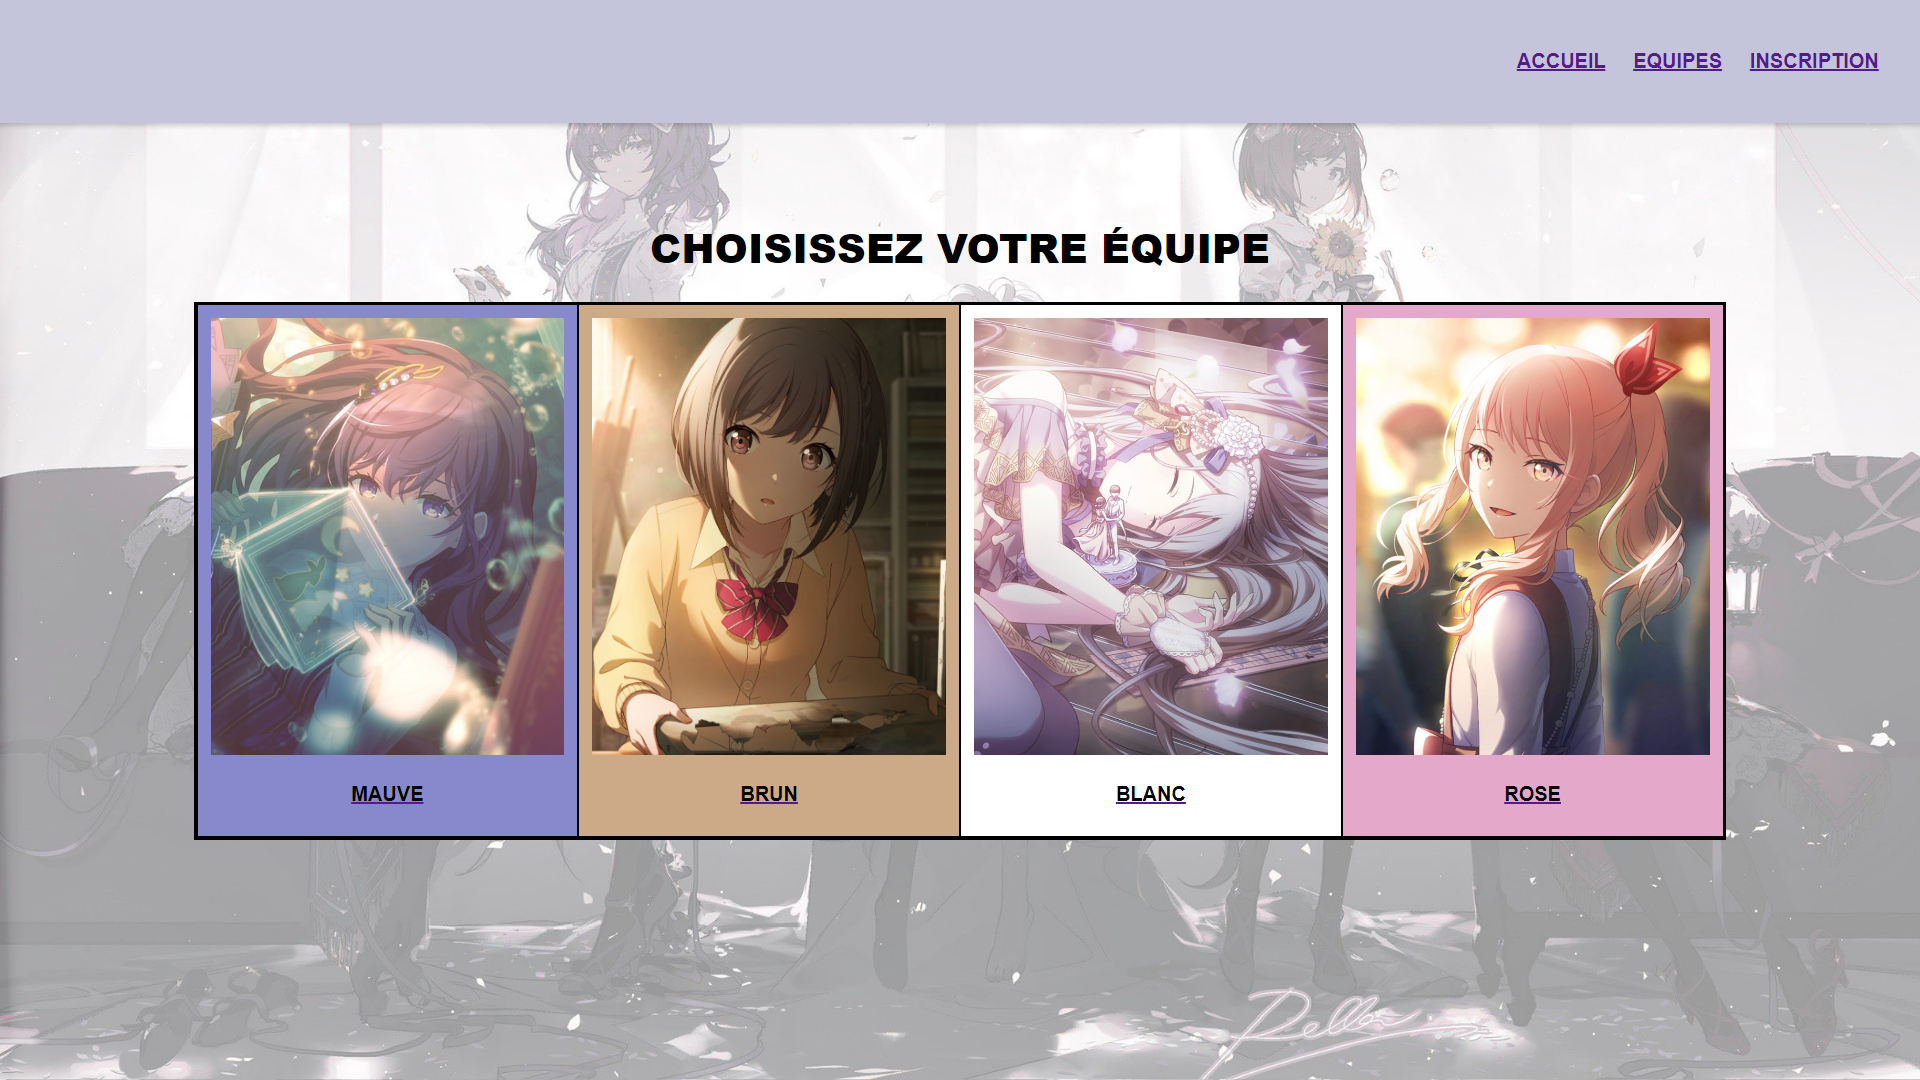 ACCUEIL EQUIPES INSCRIPTION
CHOISISSEZ VOTRE ÉQUIPE
MAUVE BRUN BLANC ROSE